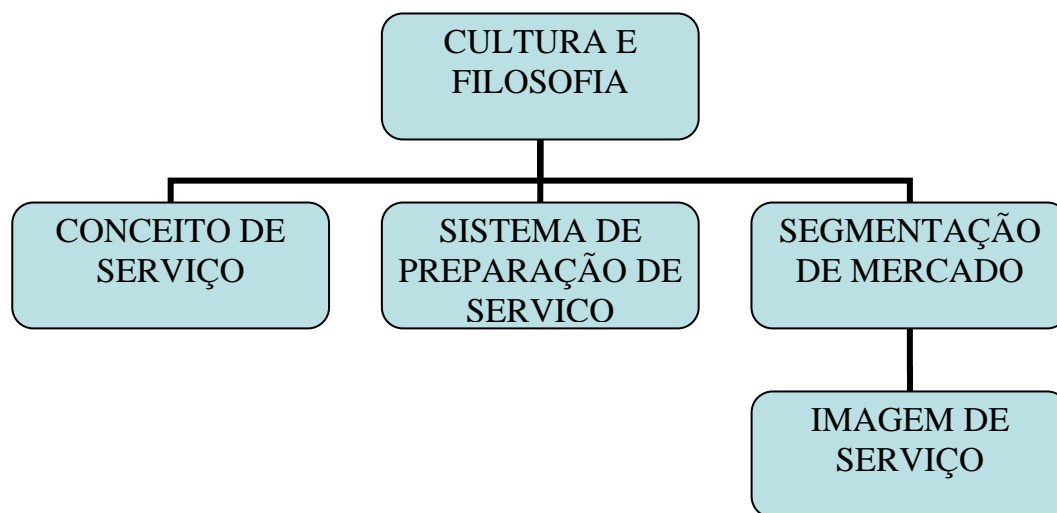 CULTURA E
FILOSOFIA
CONCEITO DE
SERVIÇO
SISTEMA DE
PREPARAÇÃO DE
SERVICO
SEGMENTAÇÃO
DE MERCADO
IMAGEM DE
SERVIÇO